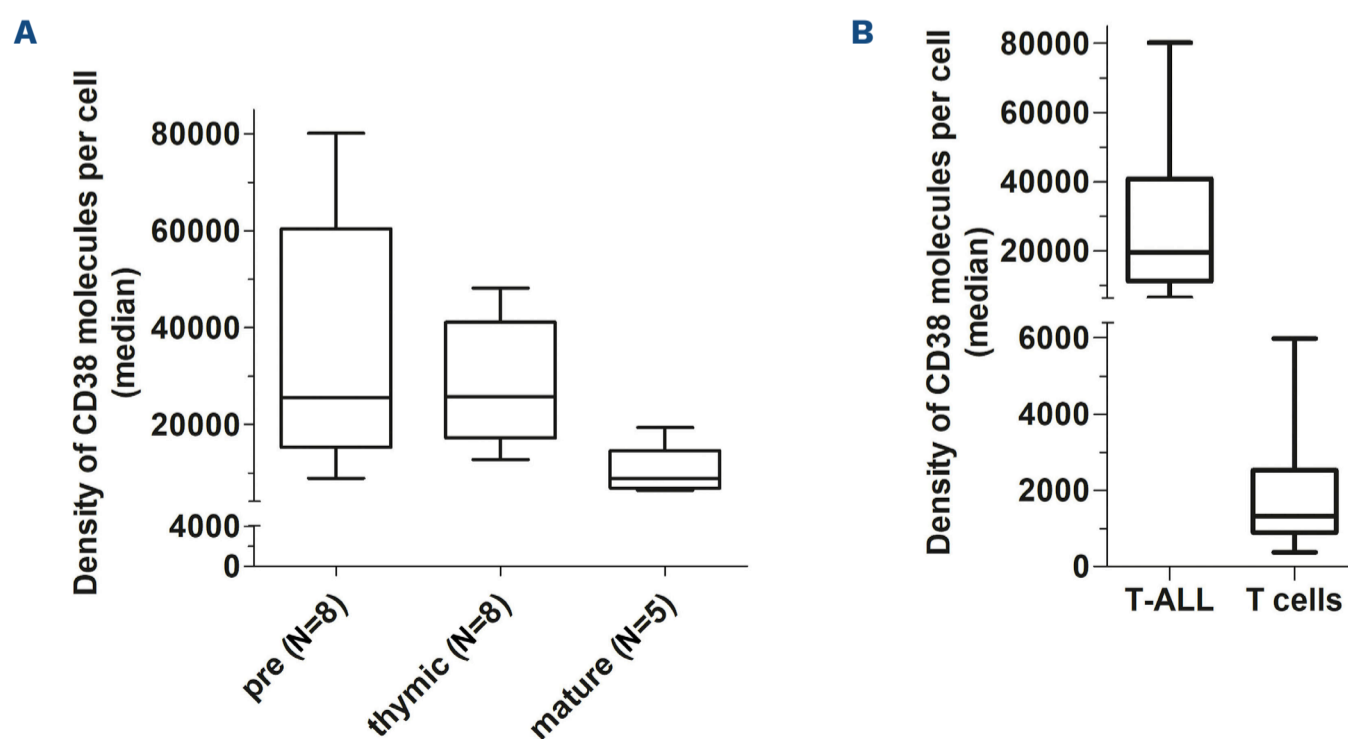 A
Density of CD38 molecules per cell
(median)
80000
60000
40000
20000
4000
0
pre (N=8)
thymic (N=8)
mature (N=5)
B
Density of CD38 molecules per cell
(median)
80000
60000
40000
20000
6000
4000
2000
0
T-ALL
T cells